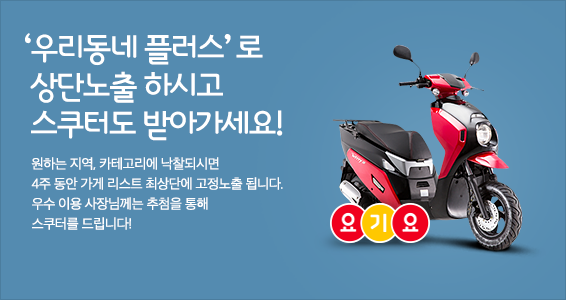 ‘우리동네 플러스’로
상단노출 하시고
스쿠터도 받아가세요!
원하는 지역, 카테고리에 낙찰되시면
4주 동안 가게 리스트 최상단에 고정노출 됩니다.
우수 이용 사장님께는 추첨을 통해
스쿠터를 드립니다!
요기요